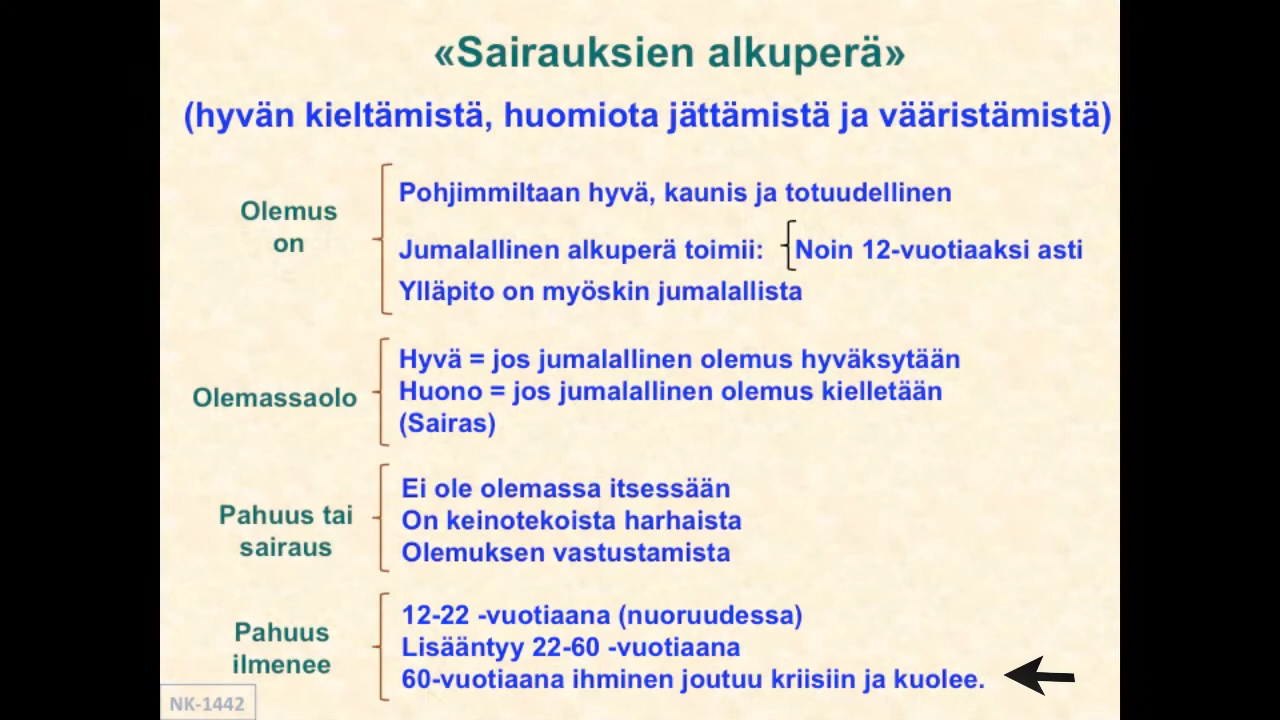 «Sairauksien alkuperä»
(hyvän kieltämistä, huomiota jättämistä ja vääristämistä)
Olemus
on
Pohjimmiltaan hyvä, kaunis ja totuudellinen
Jumalallinen alkuperä toimii: Noin 12-vuotiaaksi asti
Ylläpito on myöskin jumalallista
Olemassaolo
Hyvä = jos jumalallinen olemus hyväksytään
Huono = jos jumalallinen olemus kielletään
(Sairas)
Pahuus tai
sairaus
Ei ole olemassa itsessään
On keinotekoista harhaista
Olemuksen vastustamista
Pahuus
ilmenee
12-22 -vuotiaana (nuoruudessa)
Lisääntyy 22-60 -vuotiaana
60-vuotiaana ihminen joutuu kriisiin ja kuolee.
NK-1442